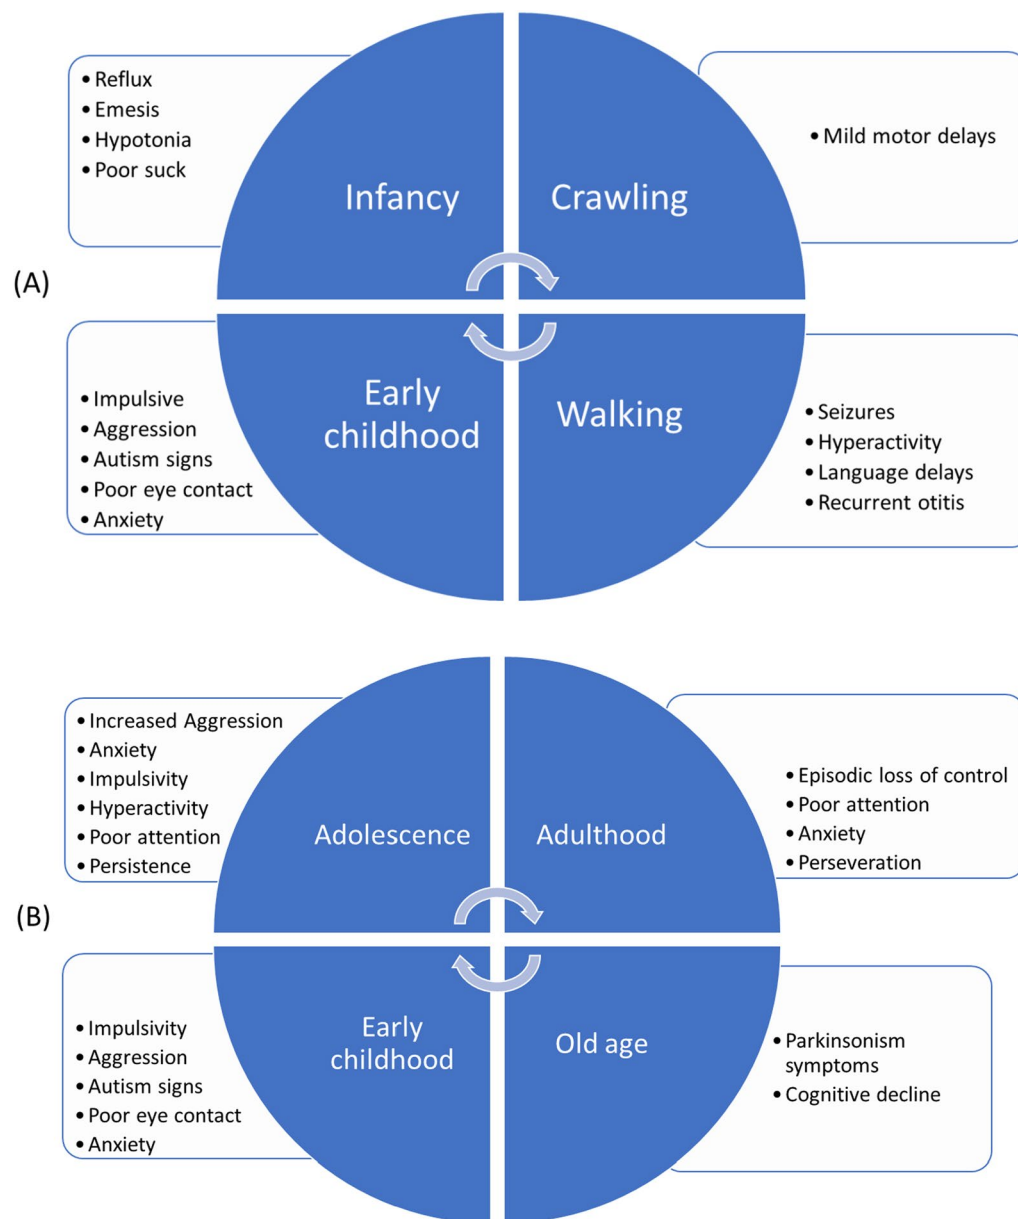 • Reflux
• Emesis
• Hypotonia
• Poor suck
Infancy
Crawling
• Mild motor delays
(A)
• Impulsive
• Aggression
• Autism signs
• Poor eye contact
• Anxiety
Early
childhood
Walking
• Seizures
• Hyperactivity
• Language delays
• Recurrent otitis
• Increased Aggression
• Anxiety
• Impulsivity
• Hyperactivity
• Poor attention
• Persistence
Adolescence
Adulthood
• Episodic loss of control
• Poor attention
• Anxiety
• Perseveration
(B)
• Impulsivity
• Aggression
• Autism signs
• Poor eye contact
• Anxiety
Early
childhood
Old age
• Parkinsonism
symptoms
• Cognitive decline